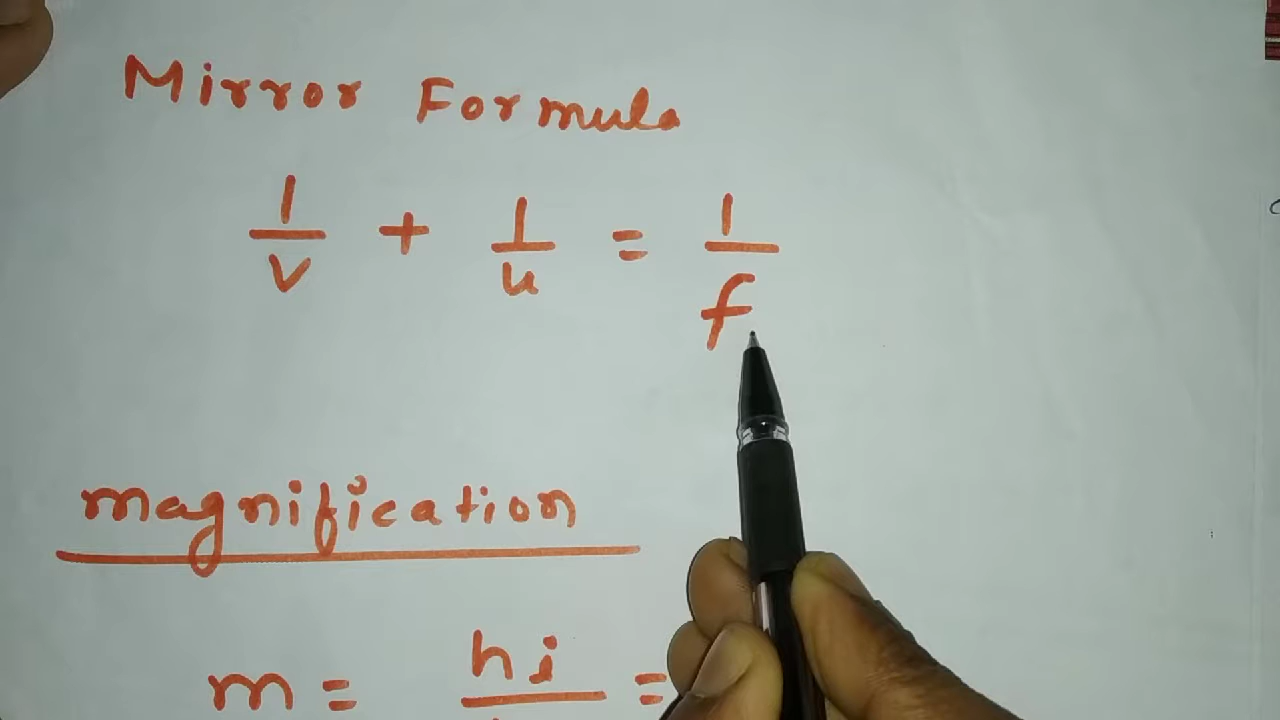 Mirror Formula
1/v + 1/u = 1/f
magnification
m = hi =